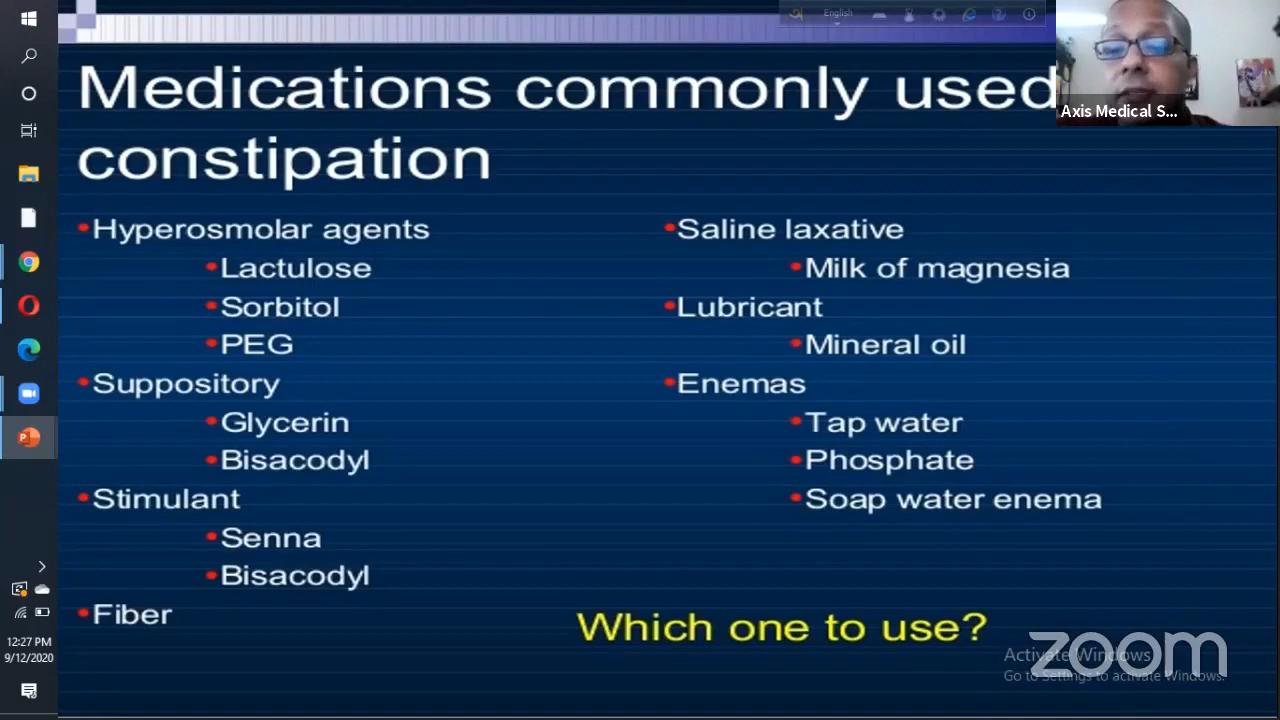 English
Medications commonly used
constipation
Axis Medical S...
•Hyperosmolar agents
•Lactulose
•Sorbitol
•PEG
•Suppository
•Glycerin
•Bisacodyl
•Stimulant
•Senna
•Bisacodyl
•Fiber
•Saline laxative
•Milk of magnesia
•Lubricant
•Mineral oil
•Enemas
•Tap water
•Phosphate
•Soap water enema
Which one to use?
zoom
Activate Windows
Go to Settings to activate Windows.
12:27 PM
9/12/2020